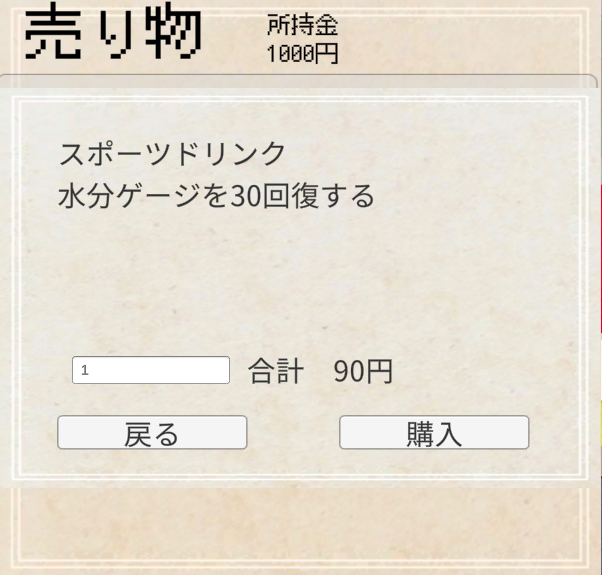 売り物
所持金
1000円
スポーツドリンク
水分ゲージを30回復する
1
合計　90円
戻る
購入